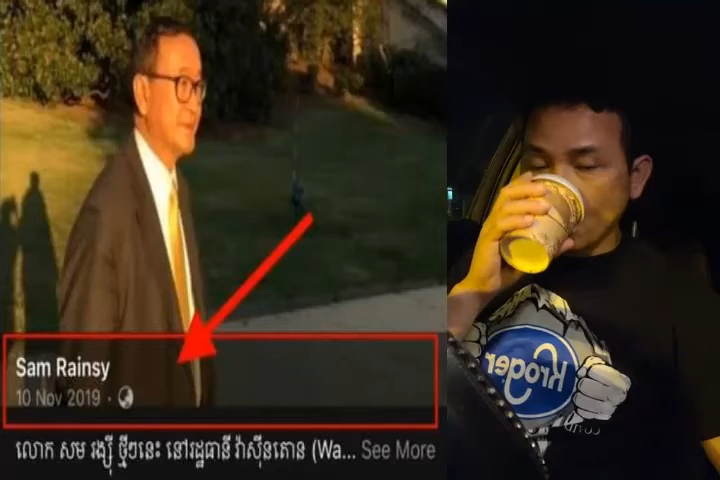 Sam Rainsy
10 Nov 2019 ·
លោក សម រង្ស៊ី ថ្មីៗនេះ នៅរដ្ឋធានី វ៉ាស៊ីនតោន (Wa... See More
Kroger